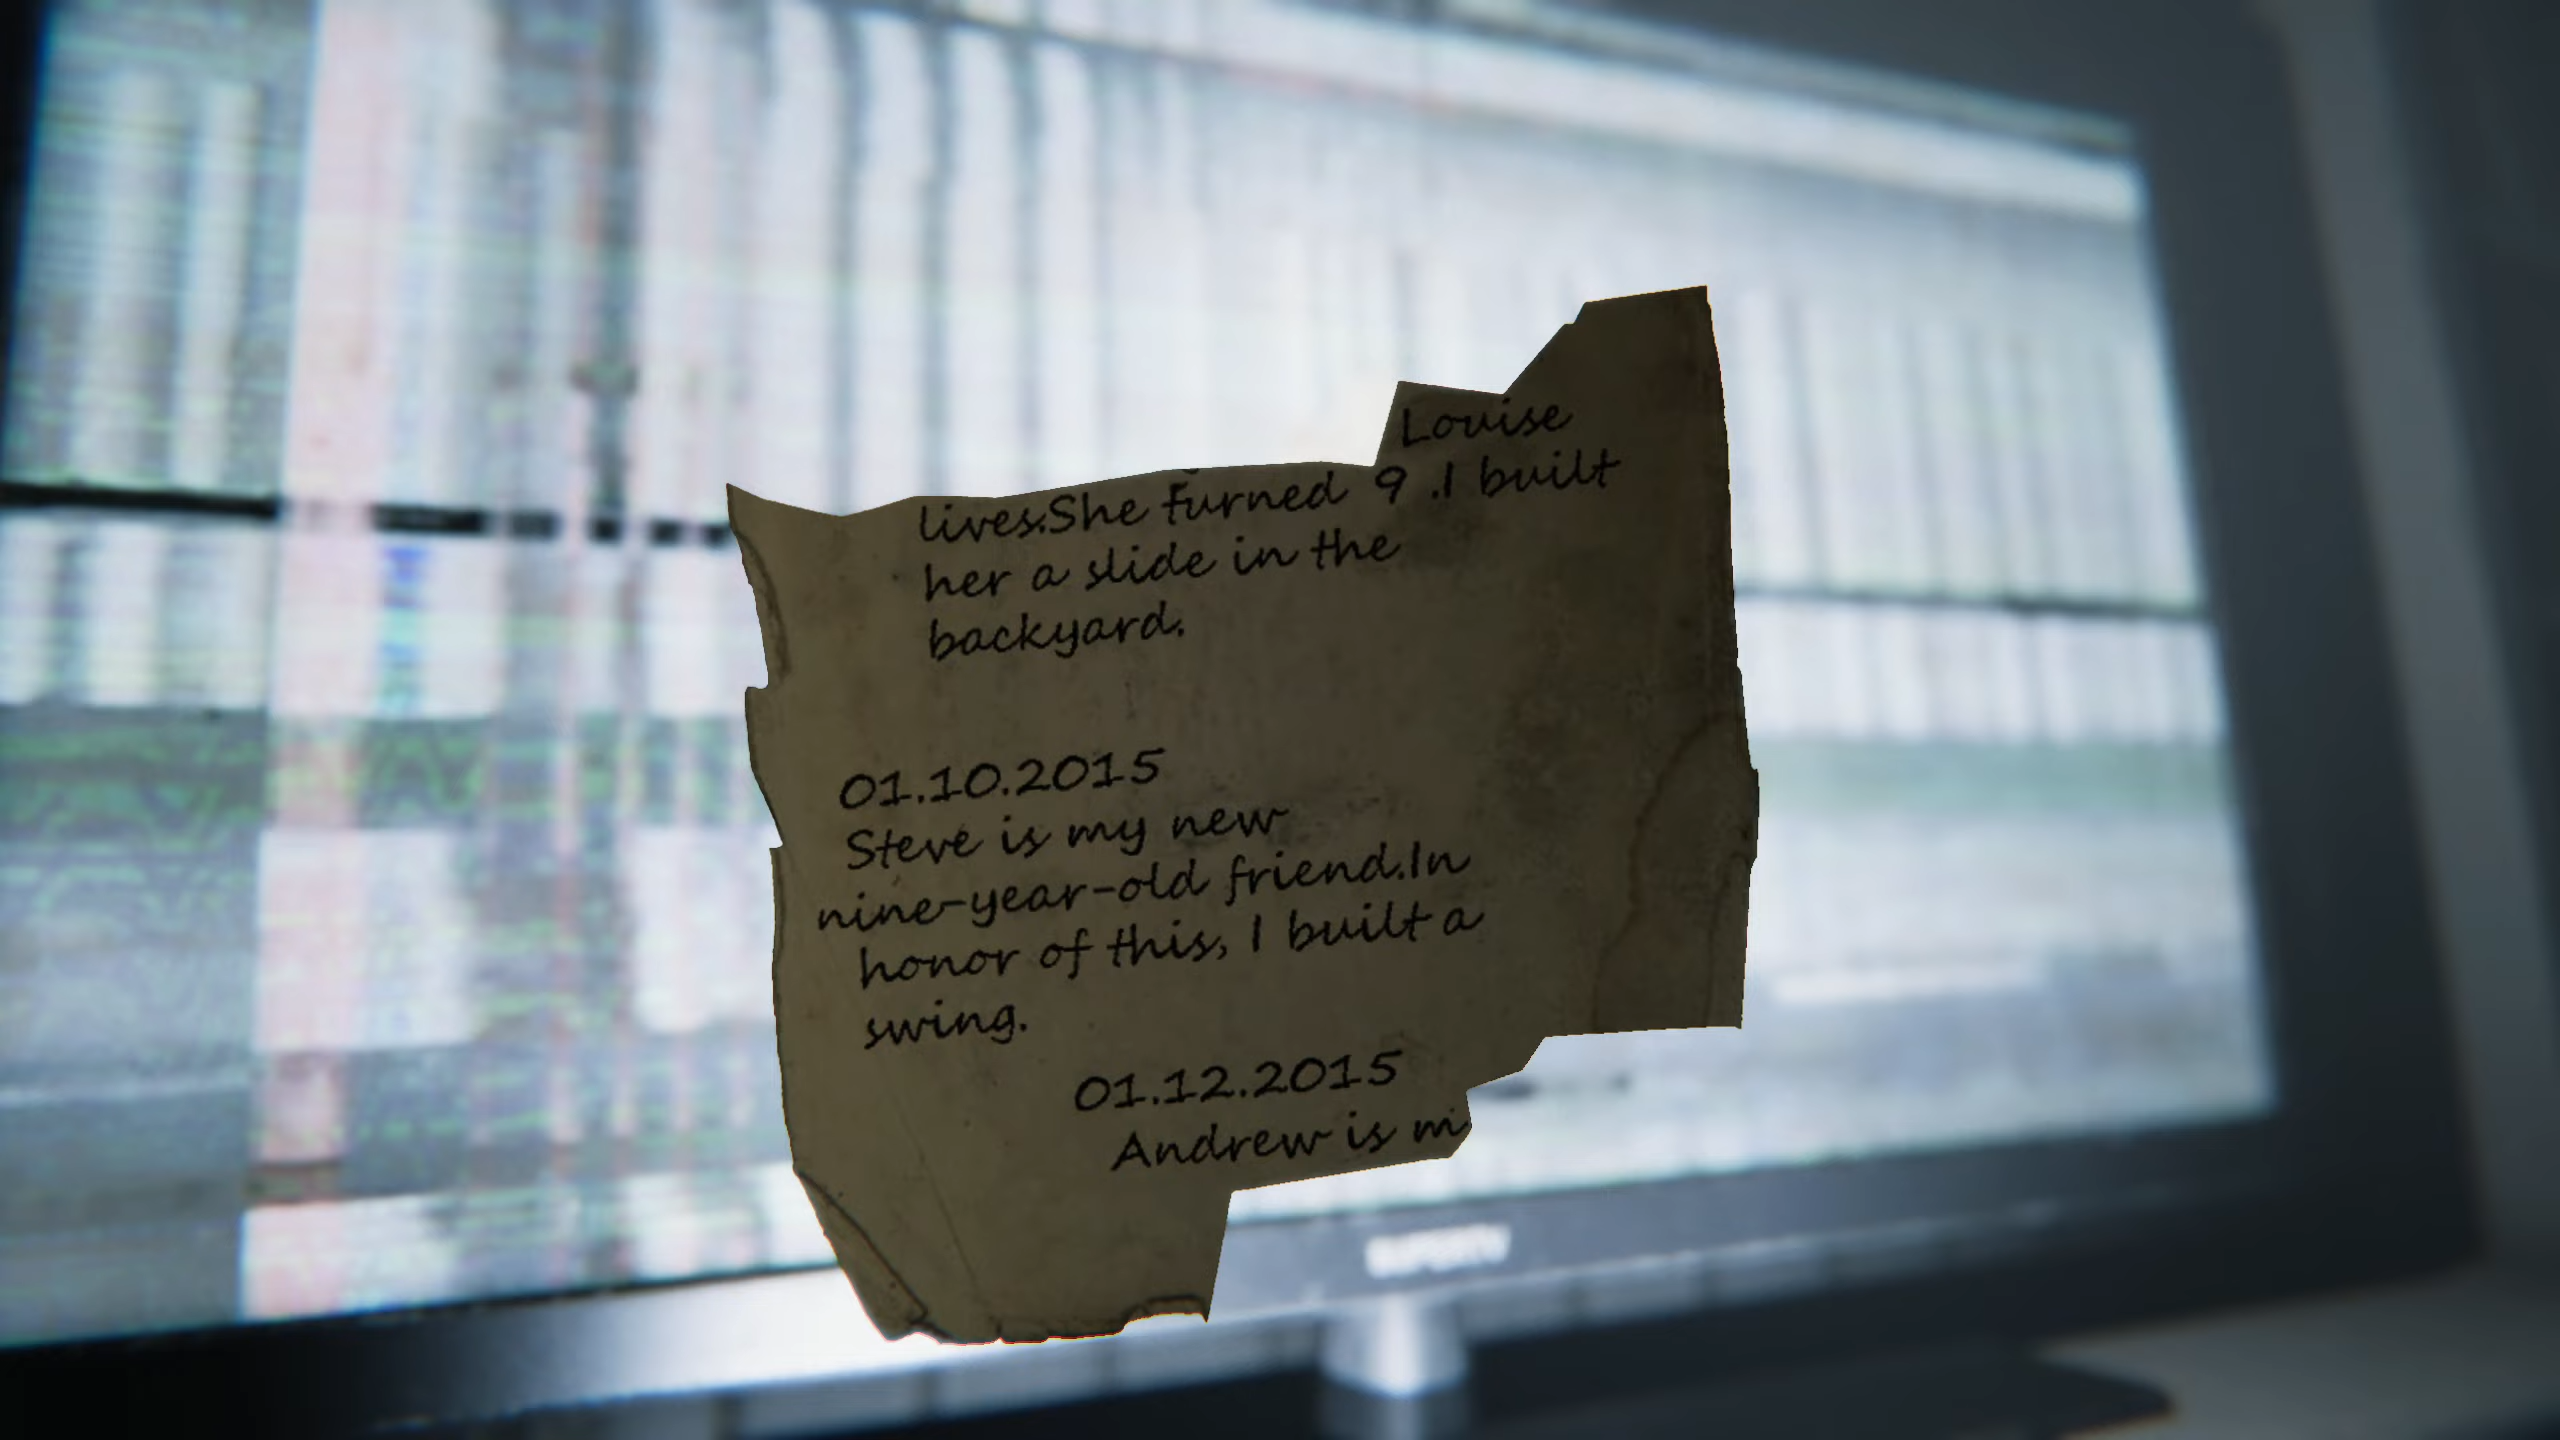 Louise
lives.She turned 9 .I built
her a slide in the
backyard.
01.10.2015
Steve is my new
nine-year-old friend.In
honor of this, I built a
swing.
01.12.2015
Andrew is m